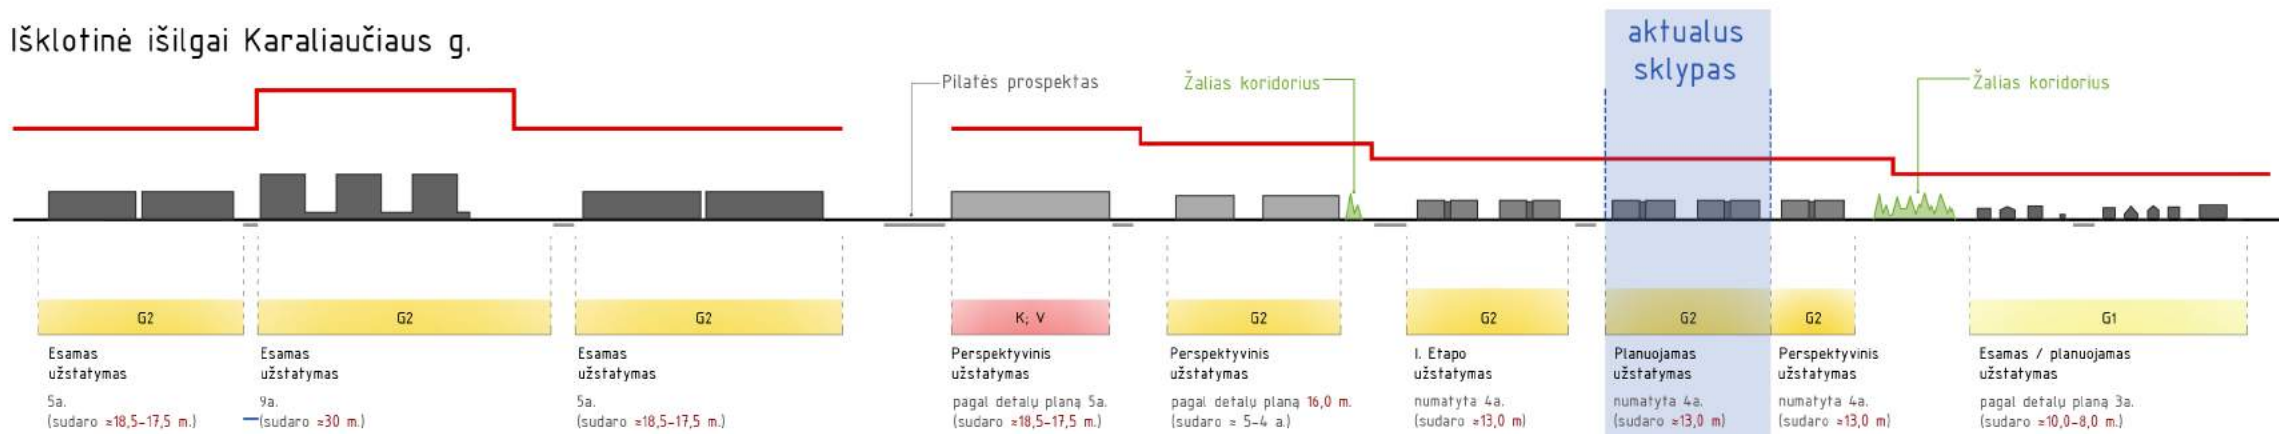 Išklotinė išilgai Karaliaučiaus g.
aktualus
sklypas
Pilatės prospektas
Žalias koridorius
Žalias koridorius
G2
G2
G2
K; V
G2
G2
G2
G2
G1
Esamas
užstatymas
5a.
(sudaro ≈18,5-17,5 m.)
Esamas
užstatymas
9a.
(sudaro ≈30 m.)
Esamas
užstatymas
5a.
(sudaro ≈18,5-17,5 m.)
Perspektyvinis
užstatymas
pagal detalų planą 5a.
(sudaro ≈18,5-17,5 m.)
Perspektyvinis
užstatymas
pagal detalų planą 16,0 m.
(sudaro ≈ 5-4 a.)
I. Etapo
užstatymas
numatyta 4a.
(sudaro ≈13,0 m)
Planuojamas
užstatymas
numatyta 4a.
(sudaro ≈13,0 m)
Perspektyvinis
užstatymas
numatyta 4a.
(sudaro ≈13,0 m)
Esamas / planuojamas
užstatymas
pagal detalų planą 3a.
(sudaro ≈10,0-8,0 m.)